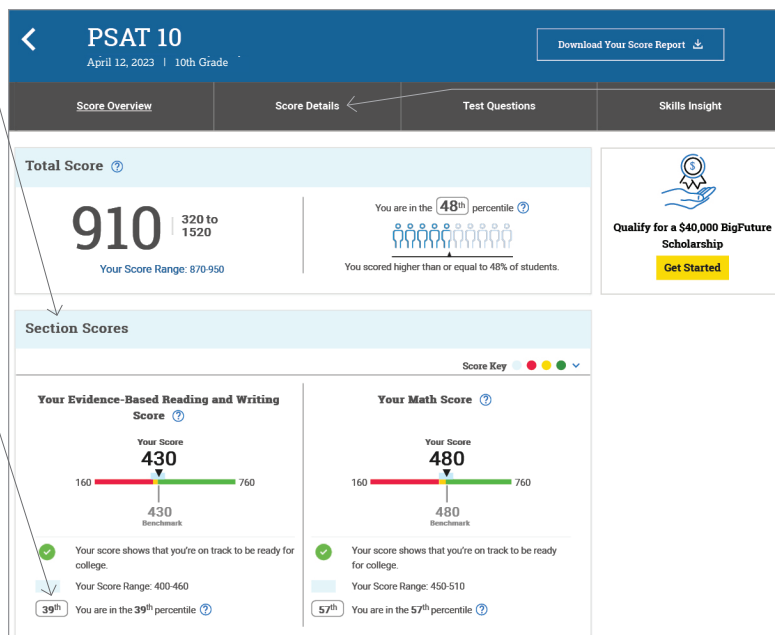 PSAT 10
April 12, 2023 | 10th Grade
Download Your Score Report
Score Overview
Score Details
Test Questions
Skills Insight
Total Score ?
910
320 to
1520
Your Score Range: 870-950
You are in the 48th percentile ?
You scored higher than or equal to 48% of students.
$
Qualify for a $40,000 BigFuture
Scholarship
Get Started
Section Scores
Score Key
Your Evidence-Based Reading and Writing
Score ?
Your Score
430
160 760
430
Benchmark
Your score shows that you're on track to be ready for
college.
Your Score Range: 400-460
39th You are in the 39th percentile ?
Your Math Score ?
Your Score
480
160 760
480
Benchmark
Your score shows that you're on track to be ready
for college.
Your Score Range: 450-510
57th You are in the 57th percentile ?